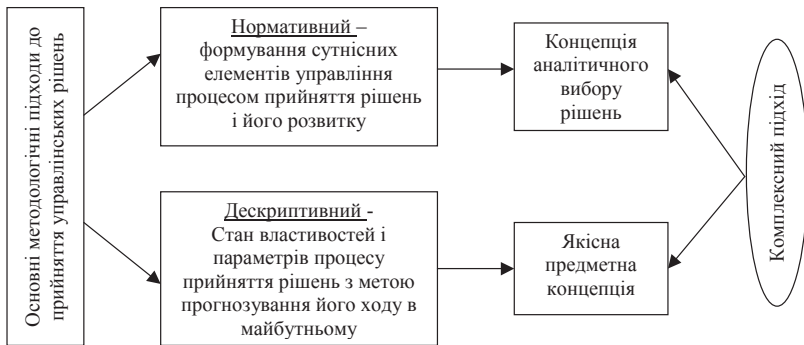 Основні методологічні підходи до
прийняття управлінських рішень
Нормативний –
формування сутнісних
елементів управління
процесом прийняття рішень
і його розвитку
Концепція
аналітичного
вибору
рішень
Дескриптивний -
Стан властивостей і
параметрів процесу
прийняття рішень з метою
прогнозування його ходу в
майбутньому
Якісна
предметна
концепція
Комплексний підхід